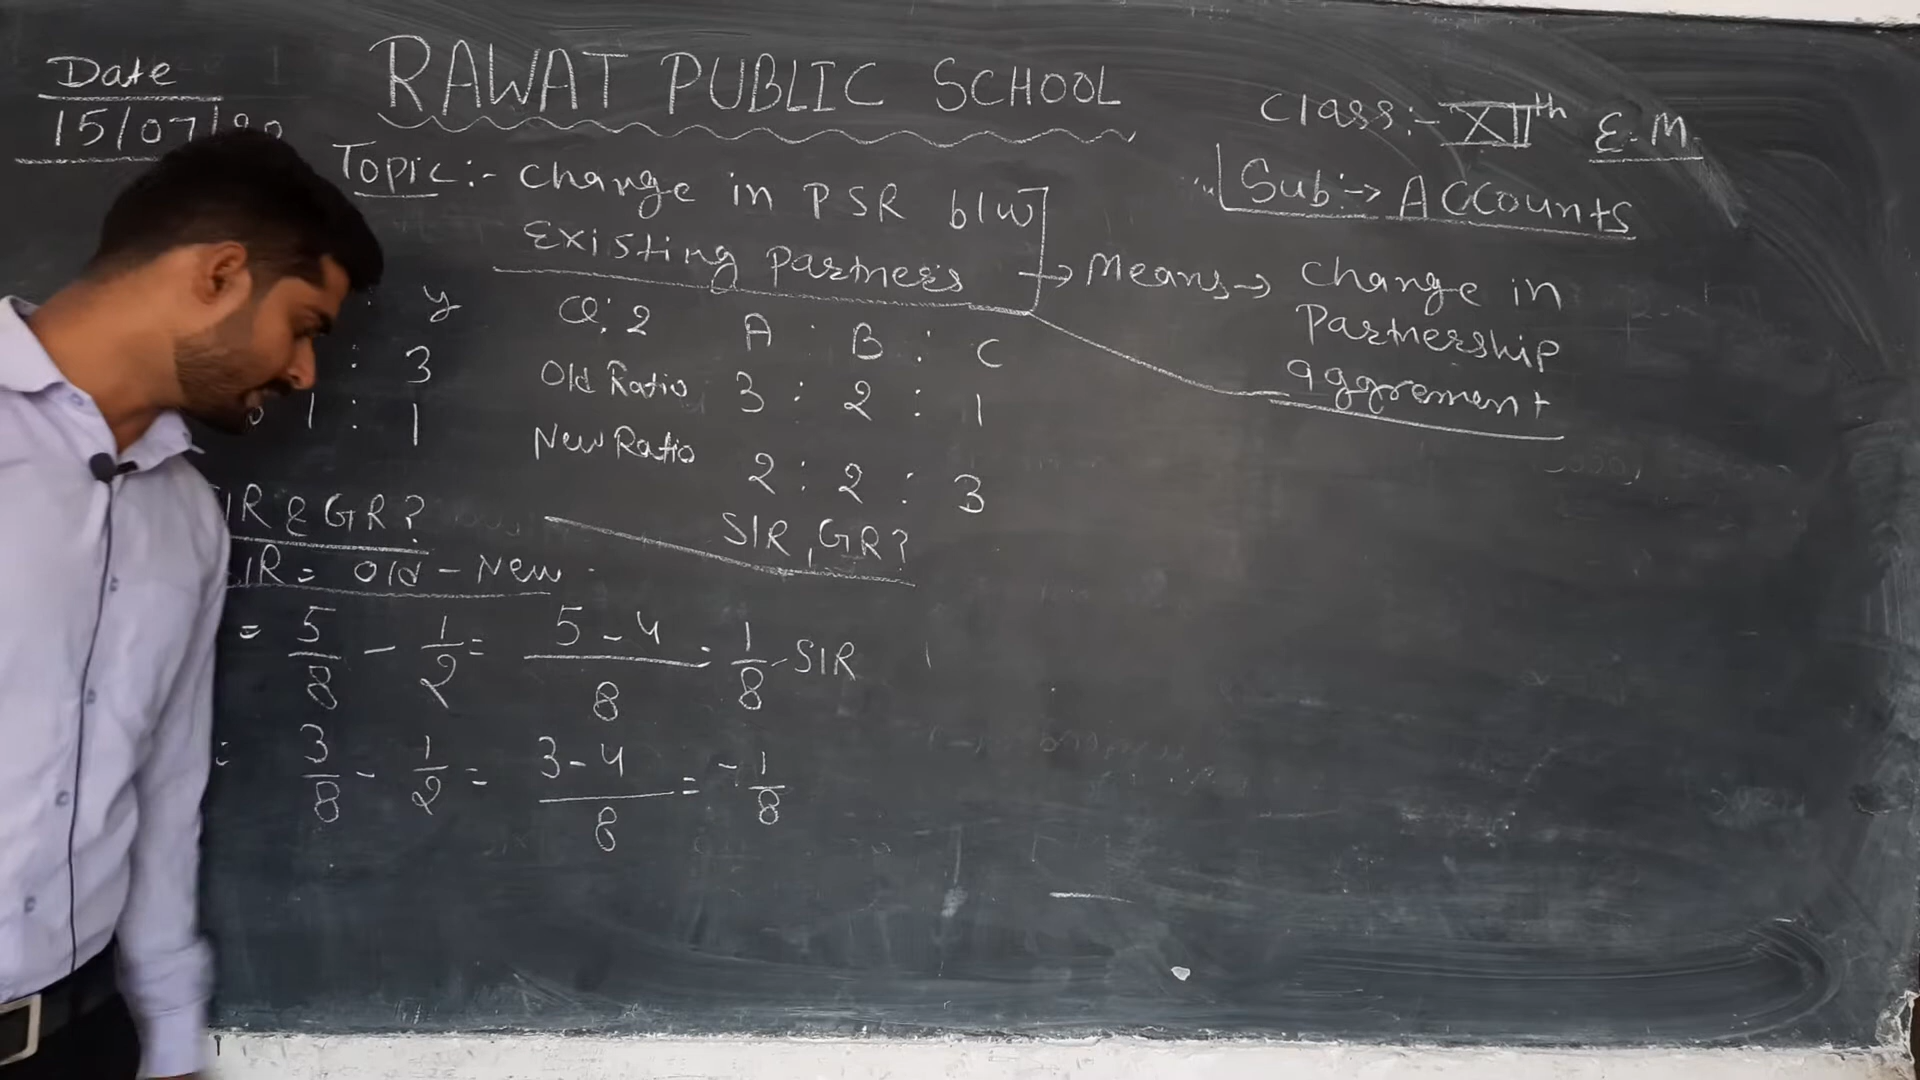 Date
15/07/20
RAWAT PUBLIC SCHOOL
Class:- XIIth E.M.
Sub:-> ACCounts
Topic:- Change in PSR b/w
Existing Partners -> Means -> Change in
Partnership
aggrement
: y
: 3
1 : 1
IR & GR?
IR = Old - New
= 5/8 - 1/2 = 5-4/8 = 1/8 - SIR
= 3/8 - 1/2 = 3-4/8 = -1/8
Q.2 A : B : C
Old Ratio 3 : 2 : 1
New Ratio 2 : 2 : 3
SIR, GR?